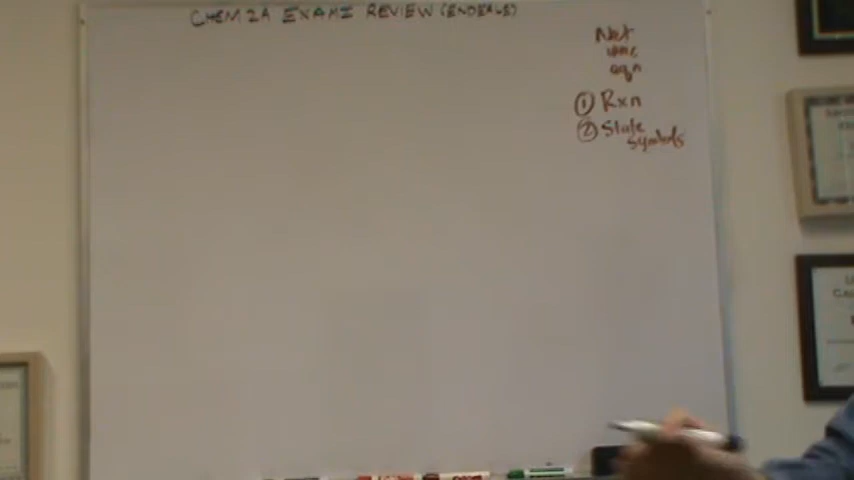 CHEM 2A EXAM I REVIEW (ENDERLE)
Net
ionic
eqn
① Rxn
② State
symbols